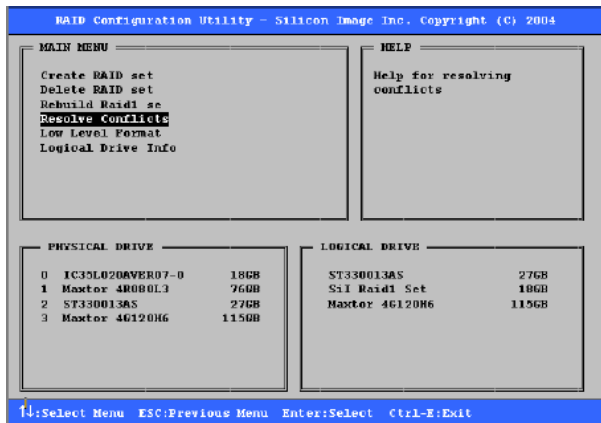 RAID Configuration Utility - Silicon Image Inc. Copyright (C) 2004
MAIN MENU
Create RAID set
Delete RAID set
Rebuild Raid1 se
Resolve Conflicts
Low Level Format
Logical Drive Info
HELP
Help for resolving
conflicts
PHYSICAL DRIVE
0 IC35L020AVER07-0 18GB
1 Maxtor 4R080L3 76GB
2 ST330013AS 27GB
3 Maxtor 4G120H6 115GB
LOGICAL DRIVE
ST330013AS 27GB
SiI Raid1 Set 18GB
Maxtor 4G120H6 115GB
↑↓:Select Menu ESC:Previous Menu Enter:Select Ctrl-E:Exit